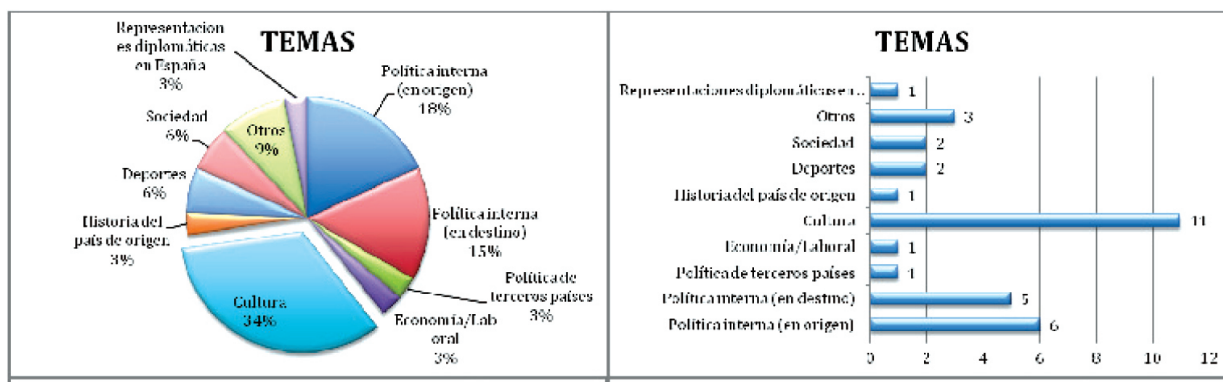 TEMAS
Representacion
es diplomáticas
en España
3%
Política interna
(en origen)
18%
Sociedad
6%
Otros
9%
Deportes
6%
Política interna
(en destino)
15%
Historia del
país de origen
3%
Política de
terceros países
3%
Cultura
34%
Economía/Lab
oral
3%
TEMAS
Representaciones diplomáticas en...
1
Otros
3
Sociedad
2
Deportes
2
Historia del país de origen
1
Cultura
11
Economía/Laboral
1
Política de terceros países
1
Política interna (en destino)
5
Política interna (en origen)
6
0 2 4 6 8 10 12